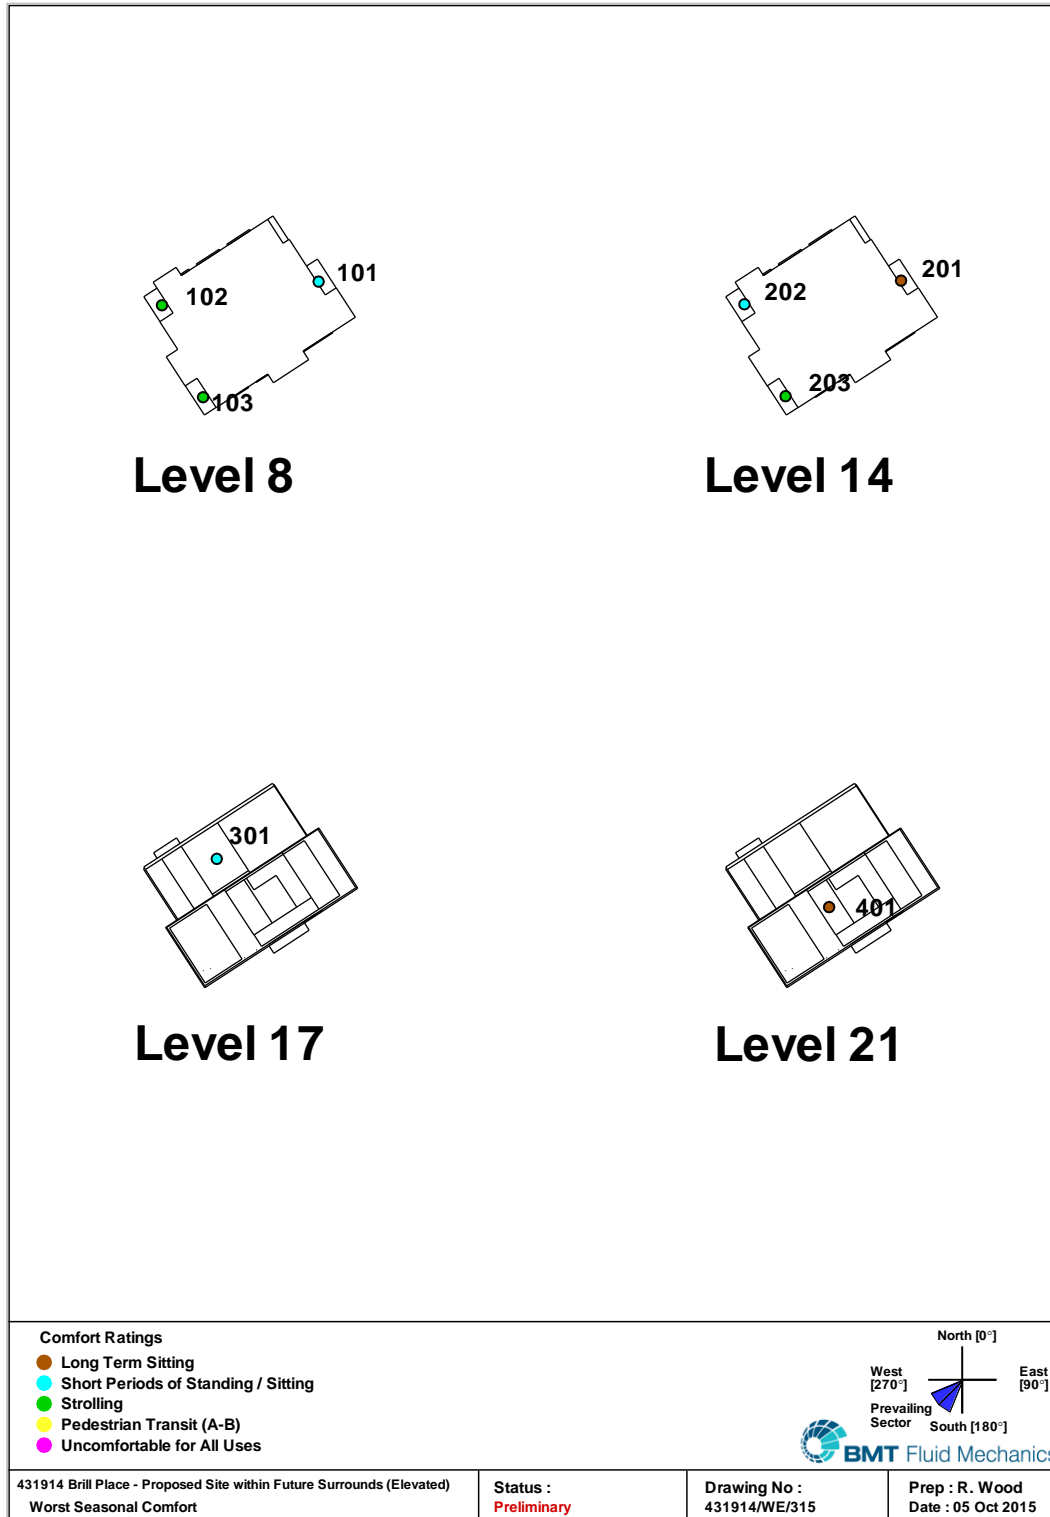 101
102
103
Level 8
201
202
203
Level 14
301
Level 17
401
Level 21
Comfort Ratings
Long Term Sitting
Short Periods of Standing / Sitting
Strolling
Pedestrian Transit (A-B)
Uncomfortable for All Uses
North [0°]
West
[270°]
East
[90°]
Prevailing
Sector
South [180°]
BMT Fluid Mechanics
431914 Brill Place - Proposed Site within Future Surrounds (Elevated)
Worst Seasonal Comfort
Status :
Preliminary
Drawing No :
431914/WE/315
Prep : R. Wood
Date : 05 Oct 2015